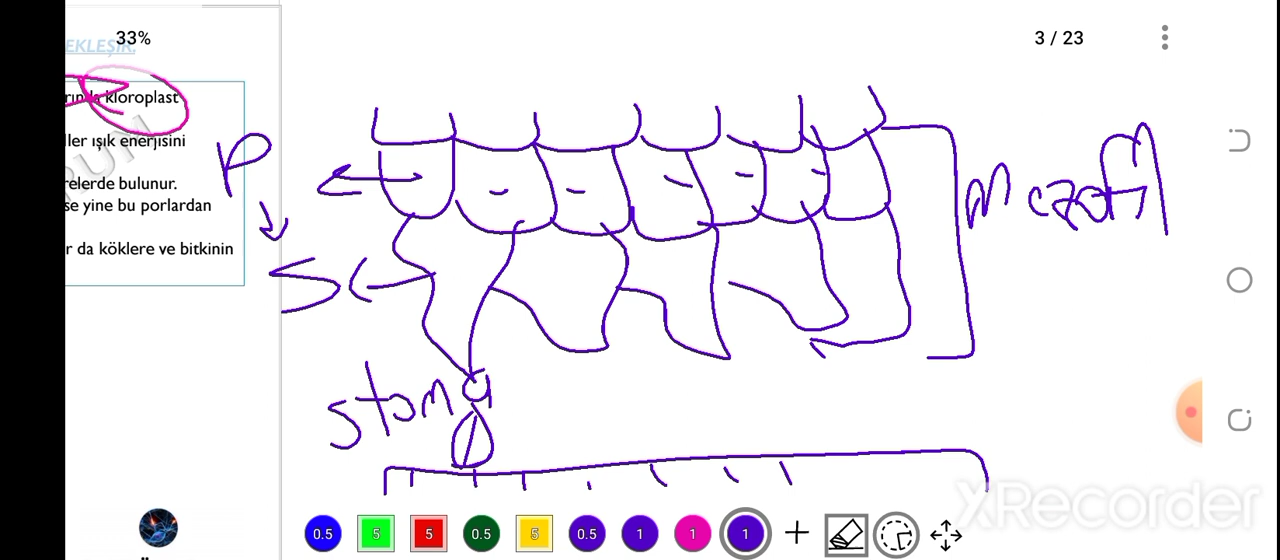 33%
3 / 23
EKLEŞİR.
rında kloroplast
ller ışık enerjisini
relerde bulunur.
se yine bu porlardan
r da köklere ve bitkinin
P
S
Mezofil
stoma
0.5 5 5 0.5 5 0.5 1 1 1
XRecorder